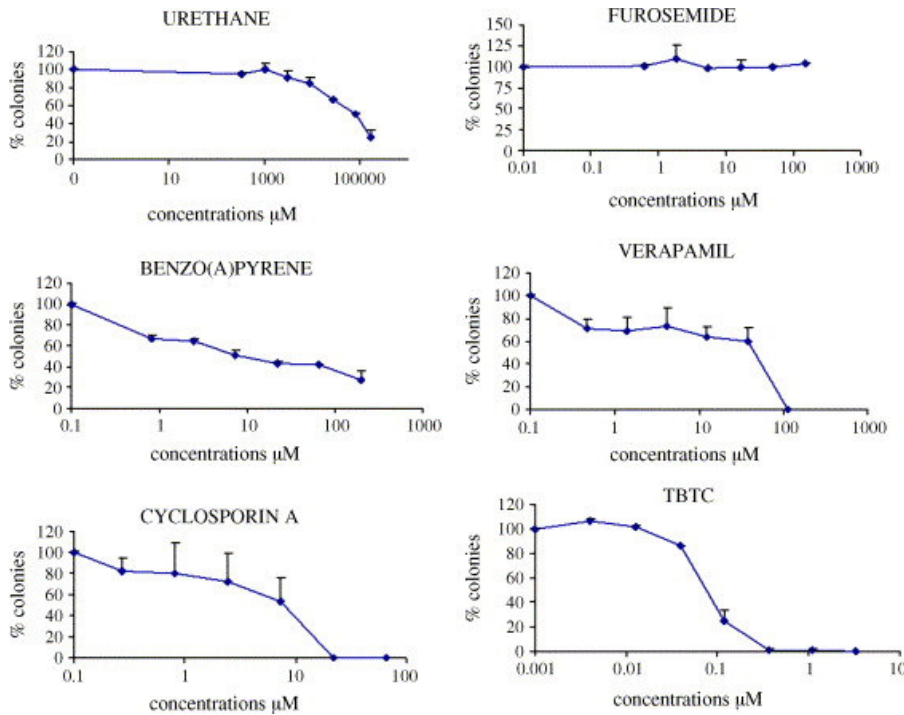 URETHANE
% colonies
120
100
80
60
40
20
0
0 10 1000 100000
concentrations μM
FUROSEMIDE
% colonies
150
125
100
75
50
25
0
0.01 0.1 1 10 100 1000
concentrations μM
BENZO(A)PYRENE
% colonies
120
100
80
60
40
20
0
0.1 1 10 100 1000
concentrations μM
VERAPAMIL
% colonies
120
100
80
60
40
20
0
0.1 1 10 100 1000
concentrations μM
CYCLOSPORIN A
% colonies
120
100
80
60
40
20
0
0.1 1 10 100
concentrations μM
TBTC
% colonies
120
100
80
60
40
20
0
0.001 0.01 0.1 1 10
concentrations μM